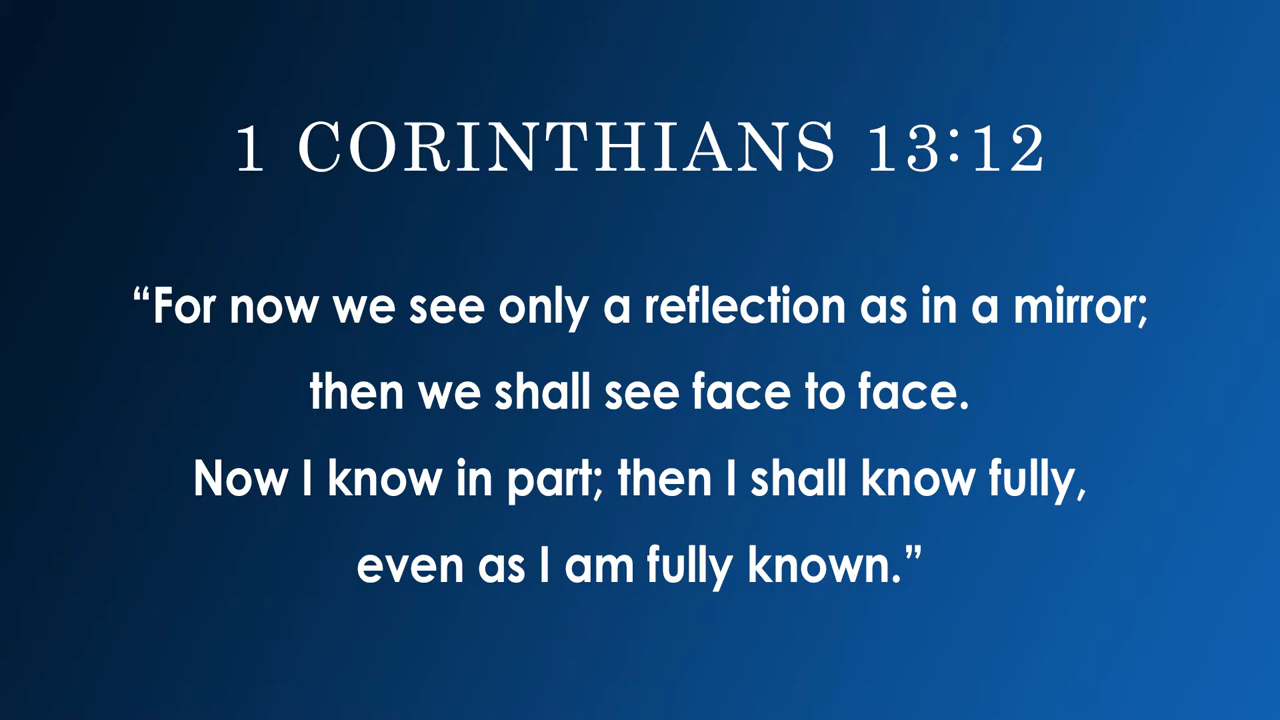 1 CORINTHIANS 13:12
“For now we see only a reflection as in a mirror;
then we shall see face to face.
Now I know in part; then I shall know fully,
even as I am fully known.”